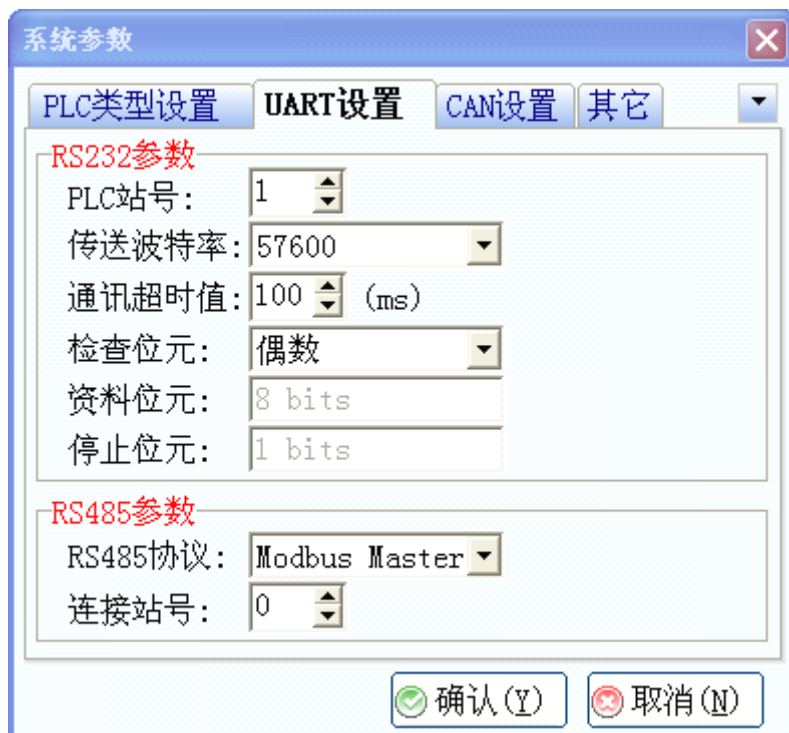 系统参数
PLC类型设置 UART设置 CAN设置 其它
RS232参数
PLC站号: 1
传送波特率: 57600
通讯超时值: 100 (ms)
检查位元: 偶数
资料位元: 8 bits
停止位元: 1 bits
RS485参数
RS485协议: Modbus Master
连接站号: 0
确认(Y) 取消(N)